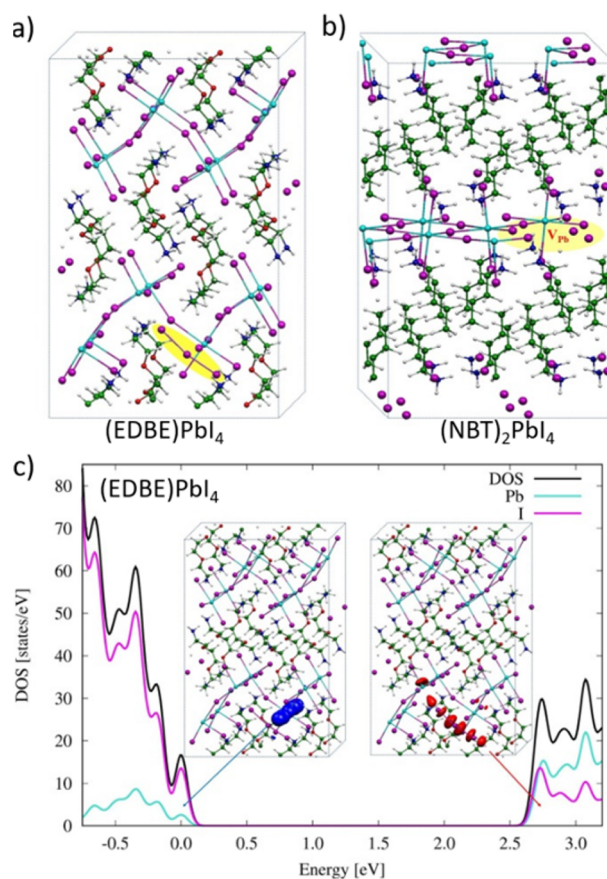 a)
b)
V_Pb
(EDBE)PbI₄
(NBT)₂PbI₄
c)
(EDBE)PbI₄
DOS
Pb
I
80
70
60
50
40
30
20
10
0
DOS [states/eV]
-0.5 0.0 0.5 1.0 1.5 2.0 2.5 3.0
Energy [eV]